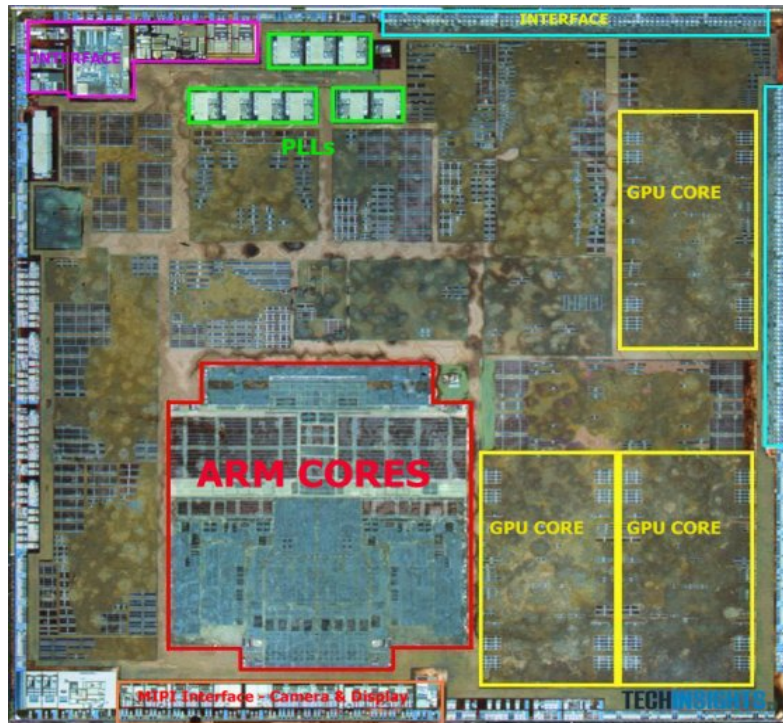 INTERFACE
INTERFACE
PLLs
GPU CORE
ARM CORES
GPU CORE
GPU CORE
MIPI Interface - Camera & Display
TECHINSIGHTS